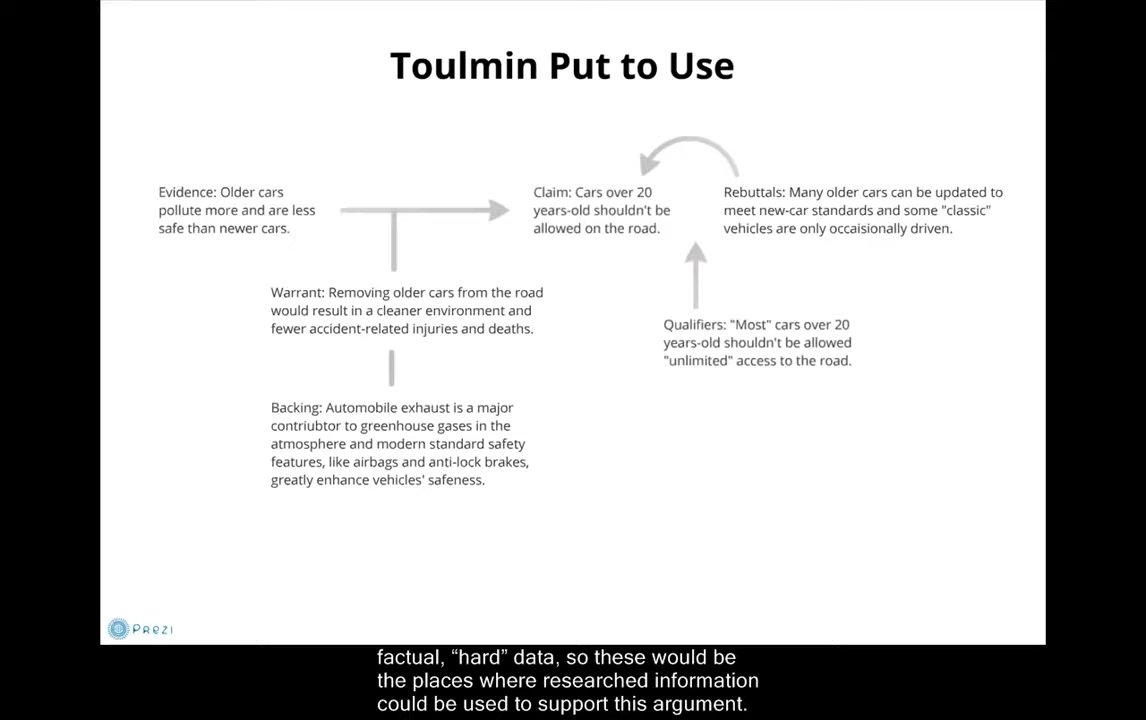 Toulmin Put to Use
Evidence: Older cars
pollute more and are less
safe than newer cars.
Claim: Cars over 20
years-old shouldn't be
allowed on the road.
Rebuttals: Many older cars can be updated to
meet new-car standards and some "classic"
vehicles are only occaisionally driven.
Warrant: Removing older cars from the road
would result in a cleaner environment and
fewer accident-related injuries and deaths.
Qualifiers: "Most" cars over 20
years-old shouldn't be allowed
"unlimited" access to the road.
Backing: Automobile exhaust is a major
contriubtor to greenhouse gases in the
atmosphere and modern standard safety
features, like airbags and anti-lock brakes,
greatly enhance vehicles' safeness.
Prezi
factual, “hard” data, so these would be
the places where researched information
could be used to support this argument.